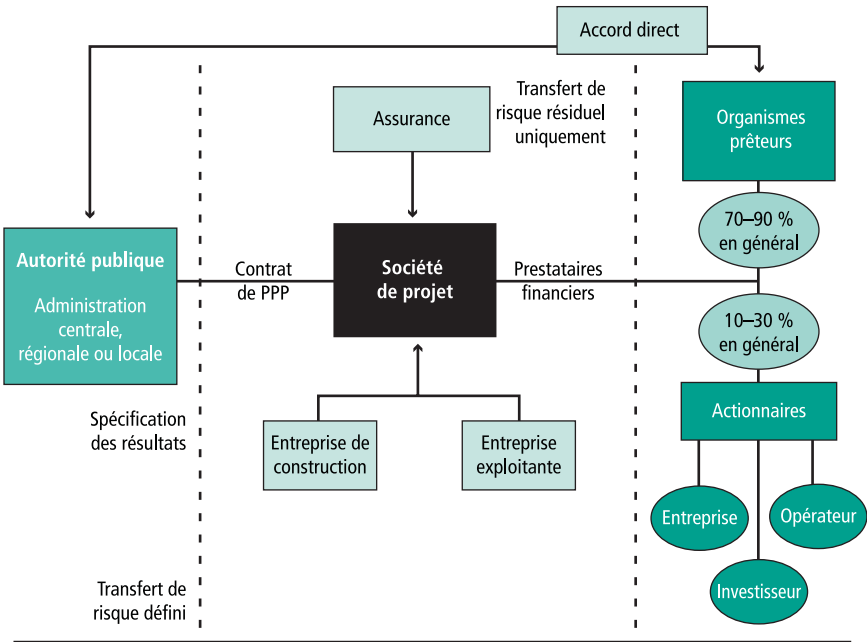 Accord direct
Assurance
Transfert de
risque résiduel
uniquement
Organismes
prêteurs
70–90 %
en général
Autorité publique
Administration
centrale,
régionale ou locale
Contrat
de PPP
Société
de projet
Prestataires
financiers
10–30 %
en général
Spécification
des résultats
Entreprise de
construction
Entreprise
exploitante
Actionnaires
Entreprise
Opérateur
Investisseur
Transfert de
risque défini